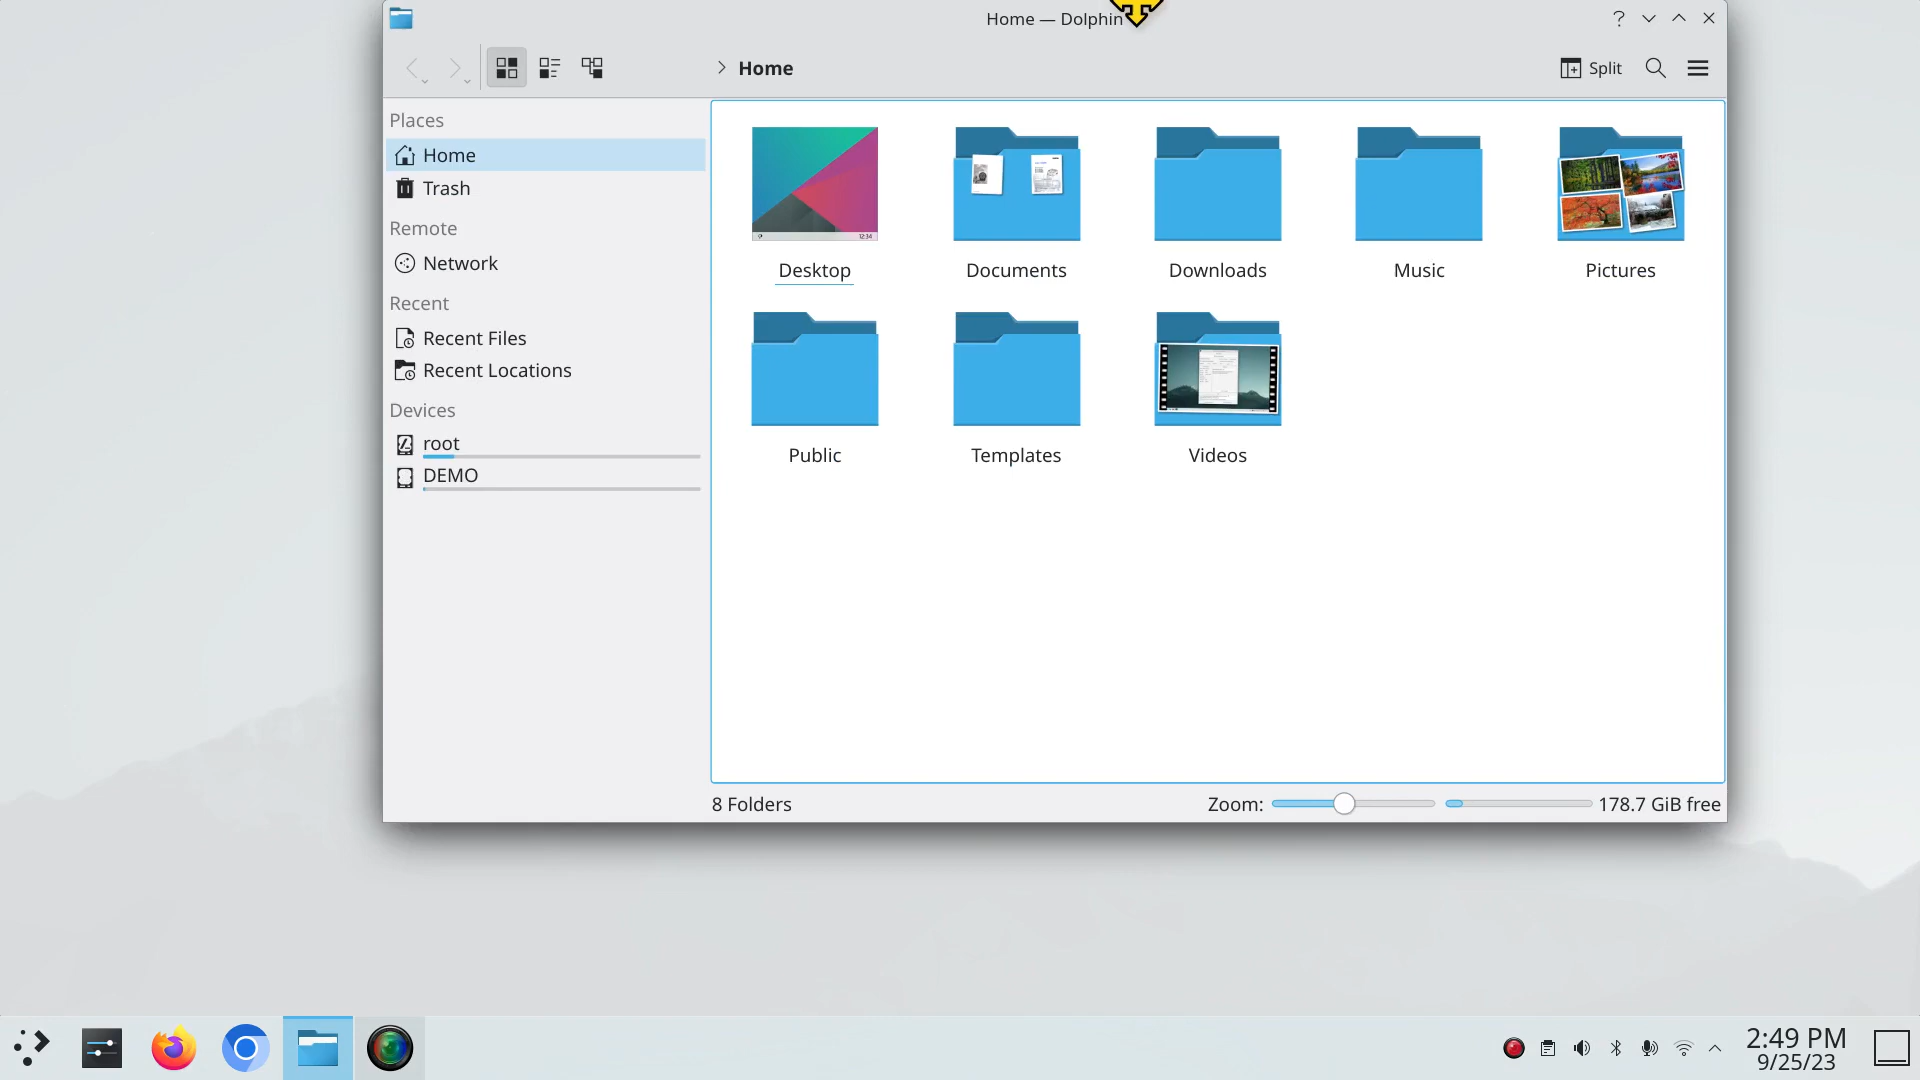 Home — Dolphin
Home
Split
Places
Home
Trash
Remote
Network
Recent
Recent Files
Recent Locations
Devices
root
DEMO
Desktop
Documents
Downloads
Music
Pictures
Public
Templates
Videos
8 Folders
Zoom:
178.7 GiB free
2:49 PM
9/25/23